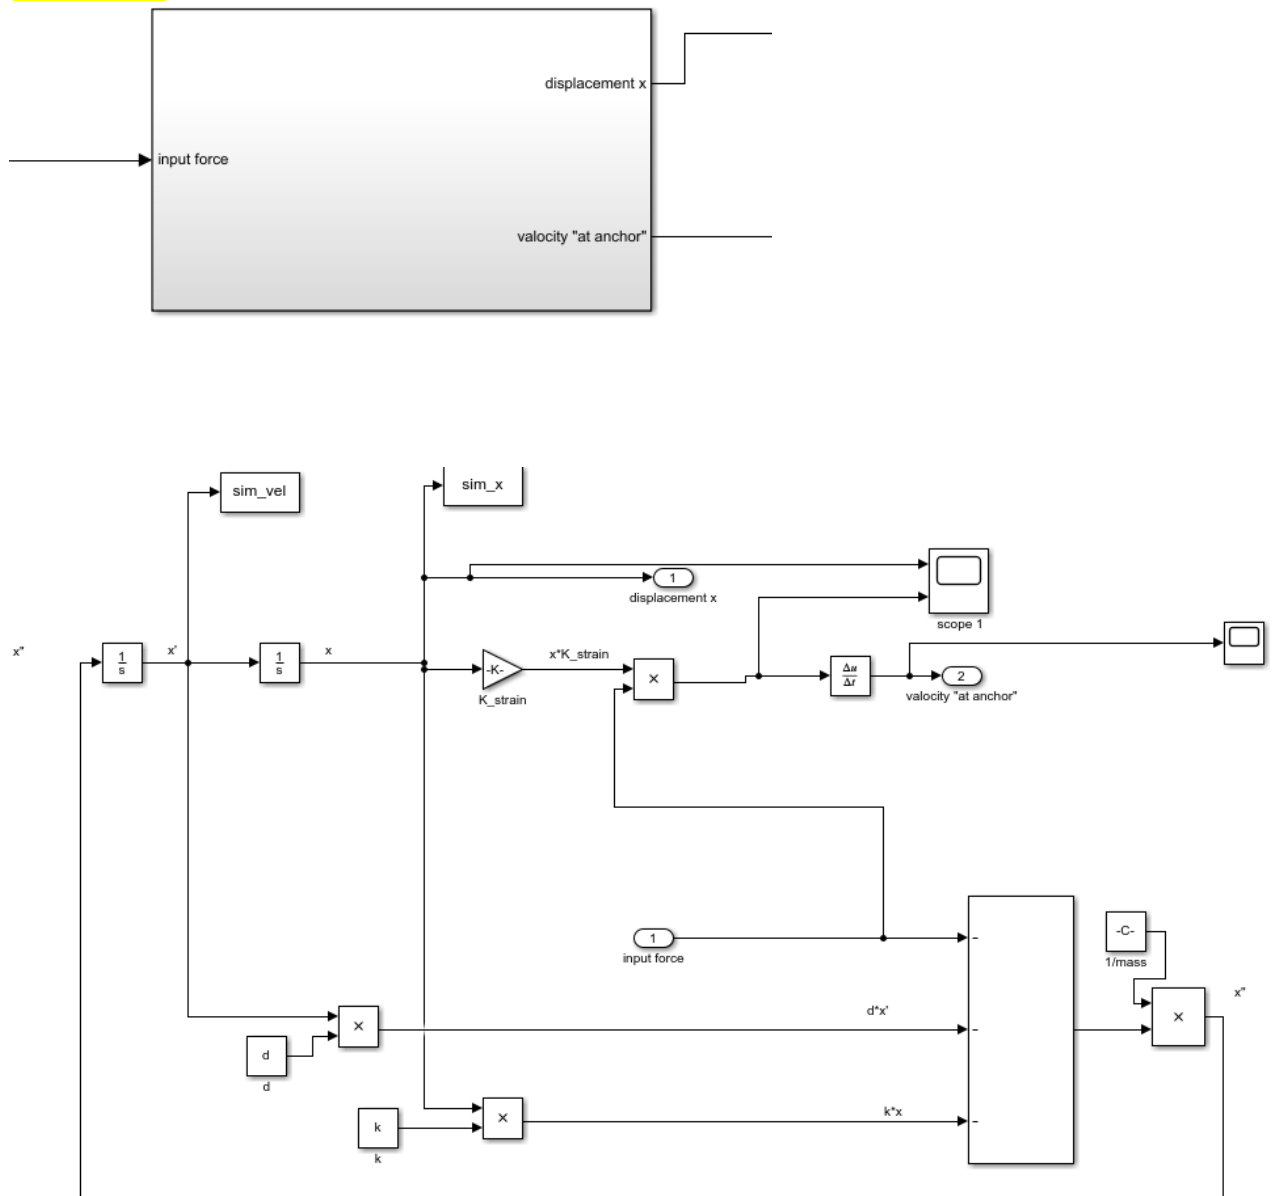 displacement x
input force
valocity "at anchor"
sim_vel
sim_x
1
displacement x
scope 1
x"
1
s
x'
1
s
x
-K-
K_strain
x*K_strain
×
Δu
Δt
2
valocity "at anchor"
1
input force
-
-C-
1/mass
×
x"
d*x'
-
×
d
d
k*x
-
×
k
k